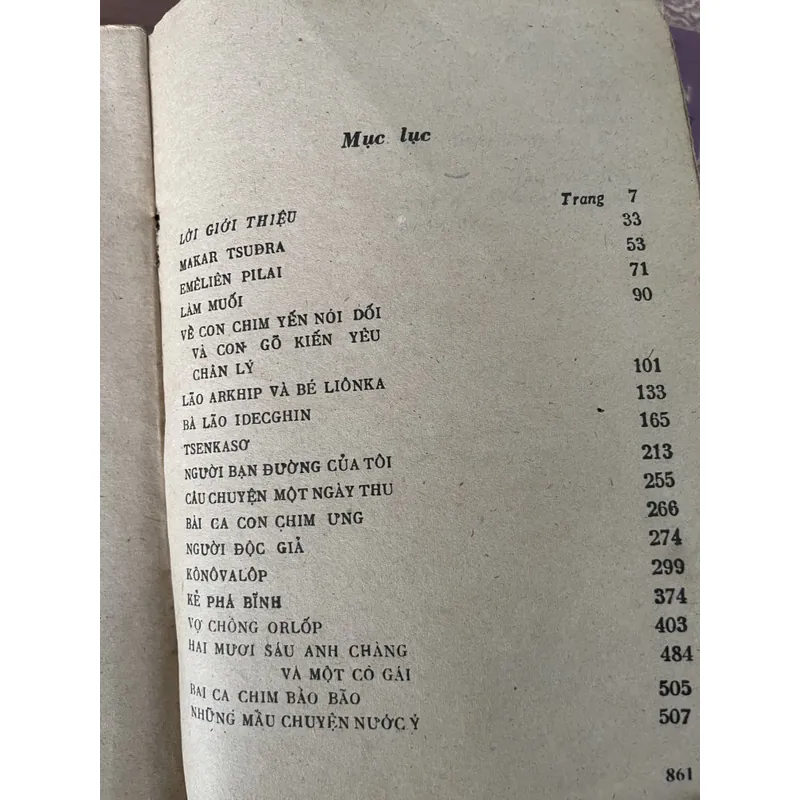 Mục lục
Trang 7
LỜI GIỚI THIỆU
MAKAR TSUĐRA 33
EMÊLIÊN PILAI 53
LÀM MUỐI 71
VỀ CON CHIM YẾN NÓI DỐI 90
VÀ CON GÕ KIẾN YÊU
CHÂN LÝ
LÃO ARKHIP VÀ BÉ LIÔNKA 101
BÀ LÃO IDECGHIN 133
TSENKASƠ 165
NGƯỜI BẠN ĐƯỜNG CỦA TÔI 213
CÂU CHUYỆN MỘT NGÀY THU 255
BÀI CA CON CHIM ƯNG 266
NGƯỜI ĐỘC GIẢ 274
KÔNÔVALÔP 299
KẺ PHÁ BĨNH 374
VỢ CHỒNG ORLỐP 403
HAI MƯƠI SÁU ANH CHÀNG 484
VÀ MỘT CÔ GÁI
BAI CA CHIM BÀO BÃO 505
NHỮNG MẨU CHUYỆN NƯỚC Ý 507
861